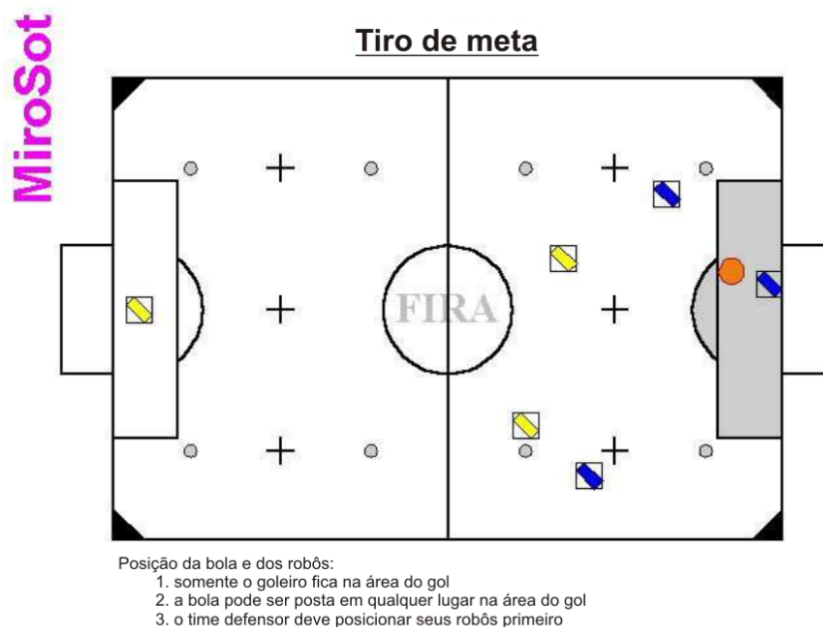 MiroSot
Tiro de meta
FIRA
Posição da bola e dos robôs:
1. somente o goleiro fica na área do gol
2. a bola pode ser posta em qualquer lugar na área do gol
3. o time defensor deve posicionar seus robôs primeiro